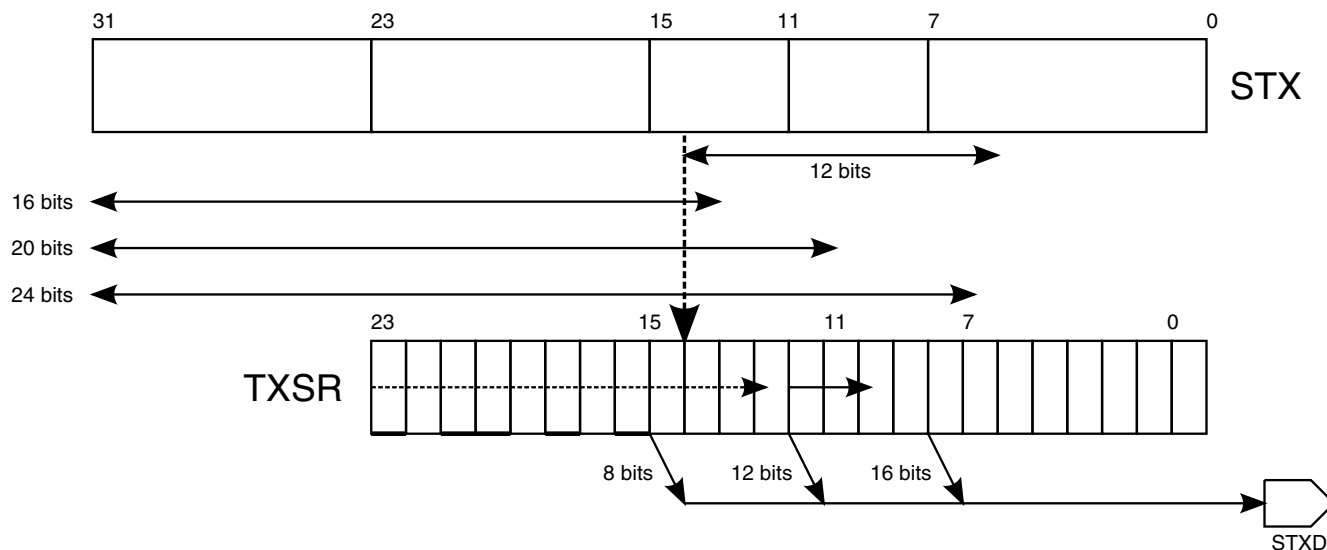 31 23 15 11 7 0
STX
12 bits
16 bits
20 bits
24 bits
23 15 11 7 0
TXSR
8 bits 12 bits 16 bits
STXD